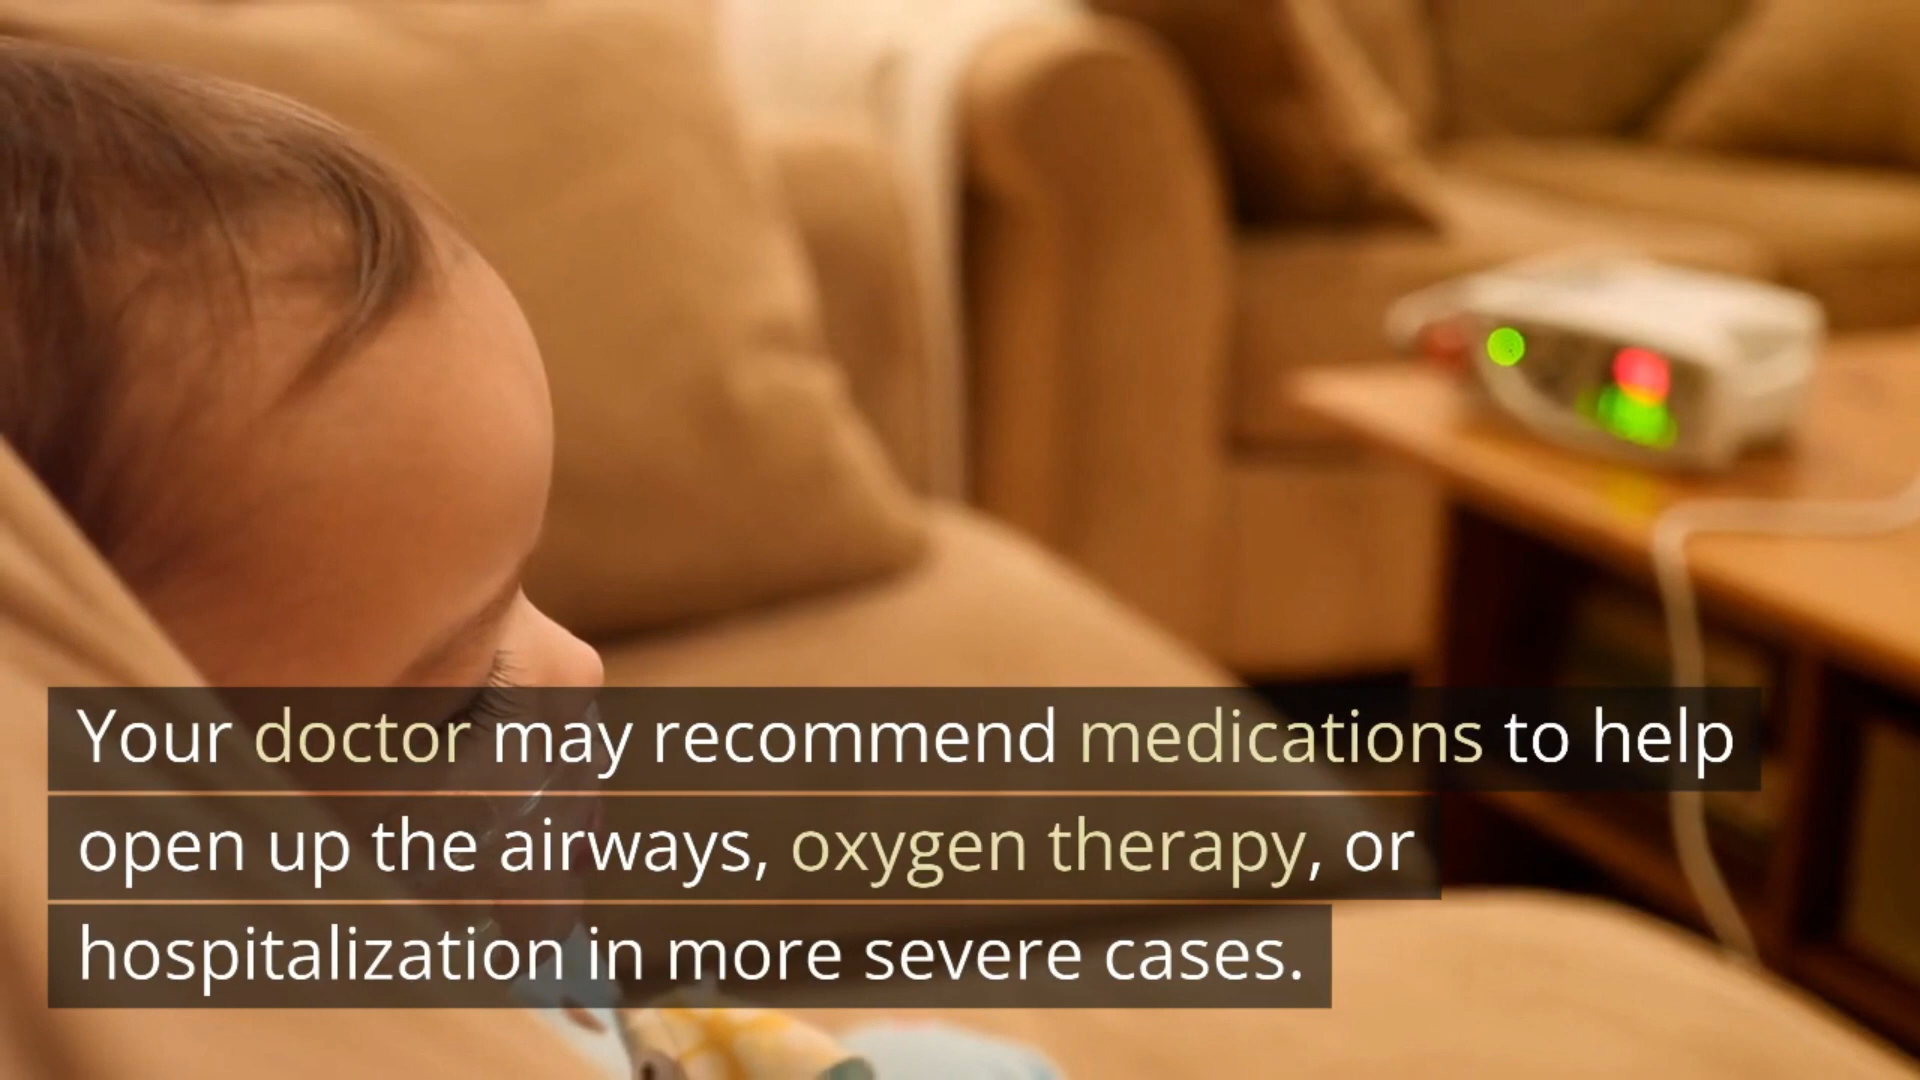 Your doctor may recommend medications to help
open up the airways, oxygen therapy, or
hospitalization in more severe cases.